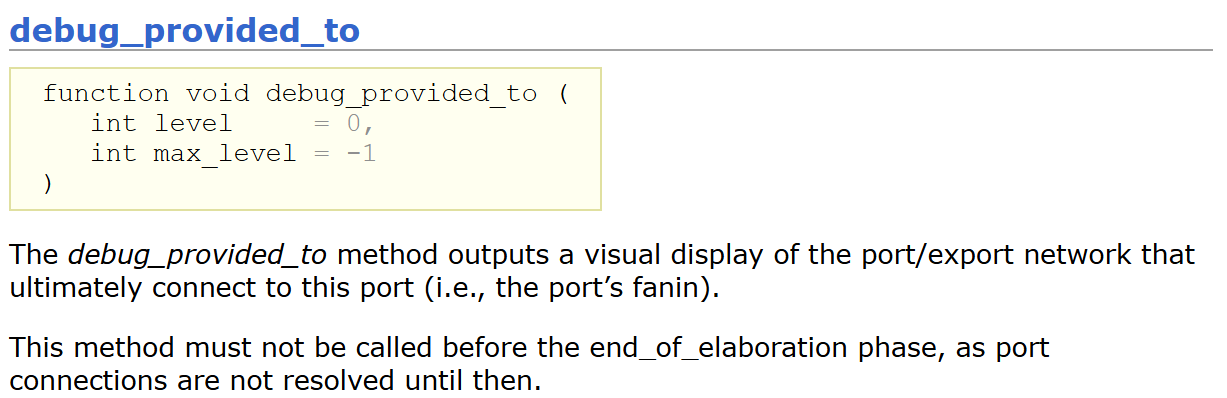 debug_provided_to
function void debug_provided_to (
   int level     = 0,
   int max_level = -1
)
The debug_provided_to method outputs a visual display of the port/export network that
ultimately connect to this port (i.e., the port’s fanin).
This method must not be called before the end_of_elaboration phase, as port
connections are not resolved until then.